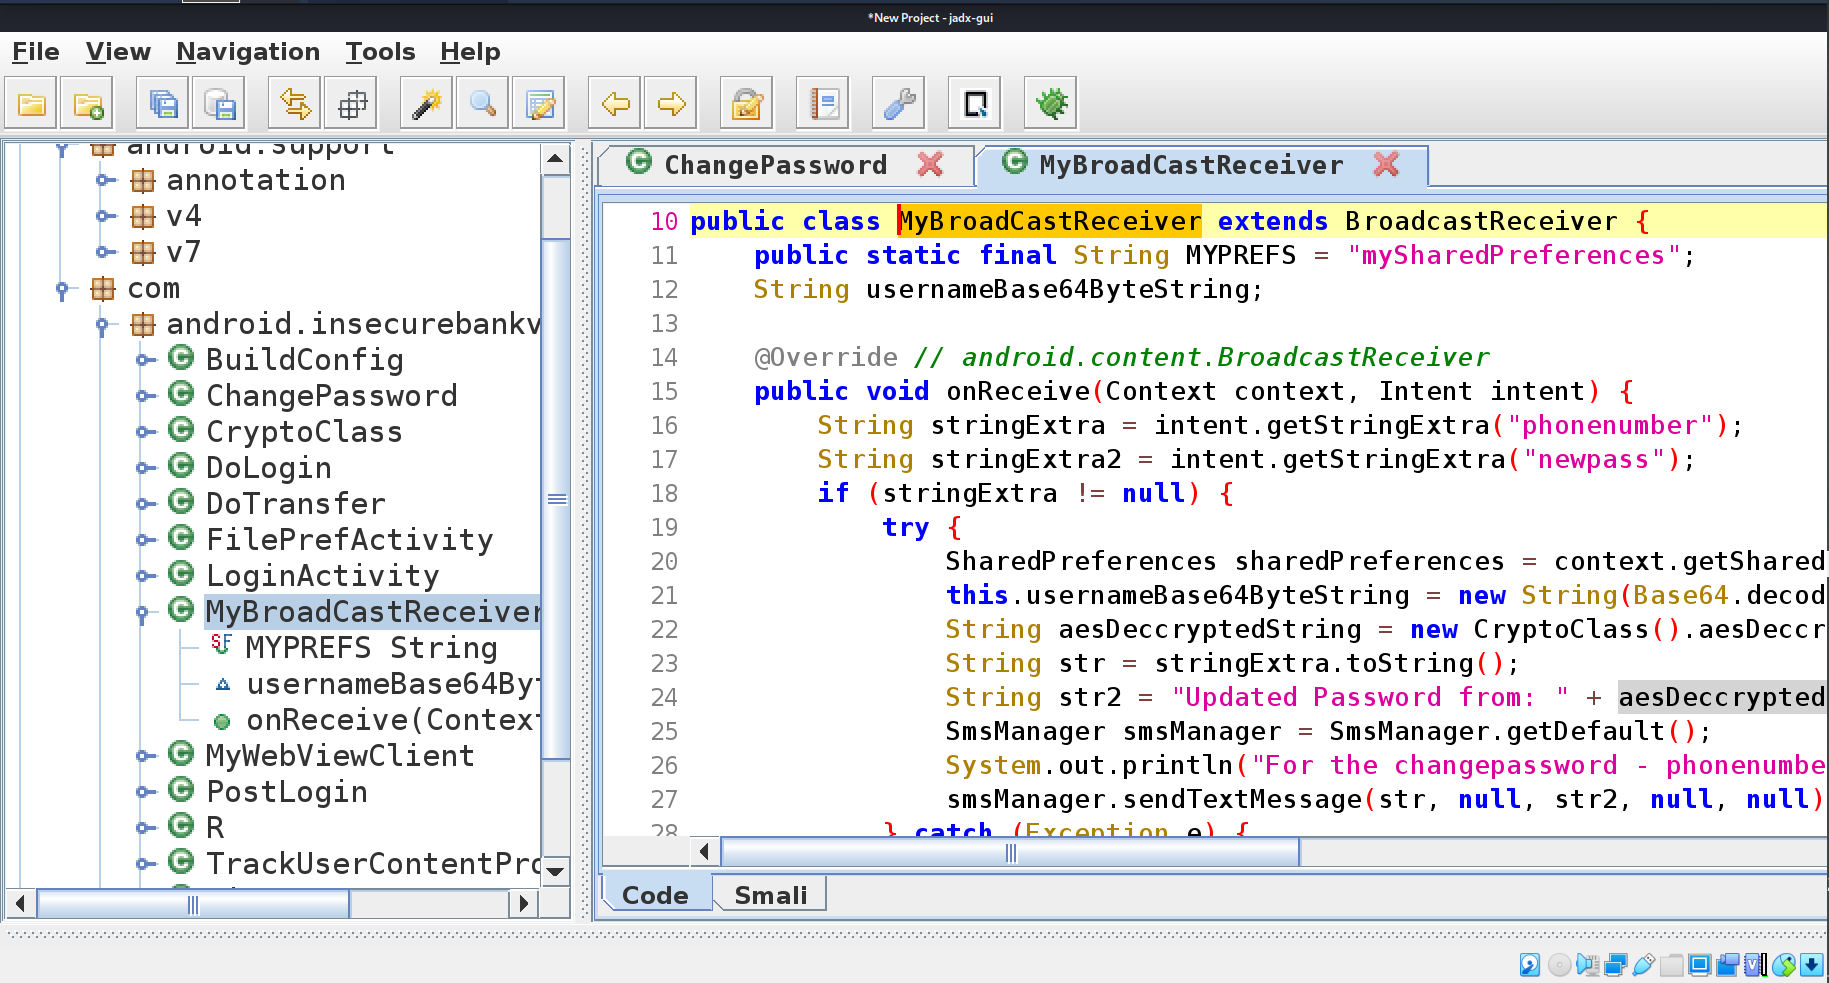 *New Project - jadx-gui
File View Navigation Tools Help
android.support
annotation
v4
v7
com
android.insecurebankv
BuildConfig
ChangePassword
CryptoClass
DoLogin
DoTransfer
FilePrefActivity
LoginActivity
MyBroadCastReceiver
MYPREFS String
usernameBase64Byt
onReceive(Context
MyWebViewClient
PostLogin
R
TrackUserContentPro
ChangePassword MyBroadCastReceiver
10 public class MyBroadCastReceiver extends BroadcastReceiver {
11 public static final String MYPREFS = "mySharedPreferences";
12 String usernameBase64ByteString;
13
14 @Override // android.content.BroadcastReceiver
15 public void onReceive(Context context, Intent intent) {
16 String stringExtra = intent.getStringExtra("phonenumber");
17 String stringExtra2 = intent.getStringExtra("newpass");
18 if (stringExtra != null) {
19 try {
20 SharedPreferences sharedPreferences = context.getShared
21 this.usernameBase64ByteString = new String(Base64.decod
22 String aesDeccryptedString = new CryptoClass().aesDeccr
23 String str = stringExtra.toString();
24 String str2 = "Updated Password from: " + aesDeccrypted
25 SmsManager smsManager = SmsManager.getDefault();
26 System.out.println("For the changepassword - phonenumbe
27 smsManager.sendTextMessage(str, null, str2, null, null)
28 } catch (Exception e) {
Code Smali